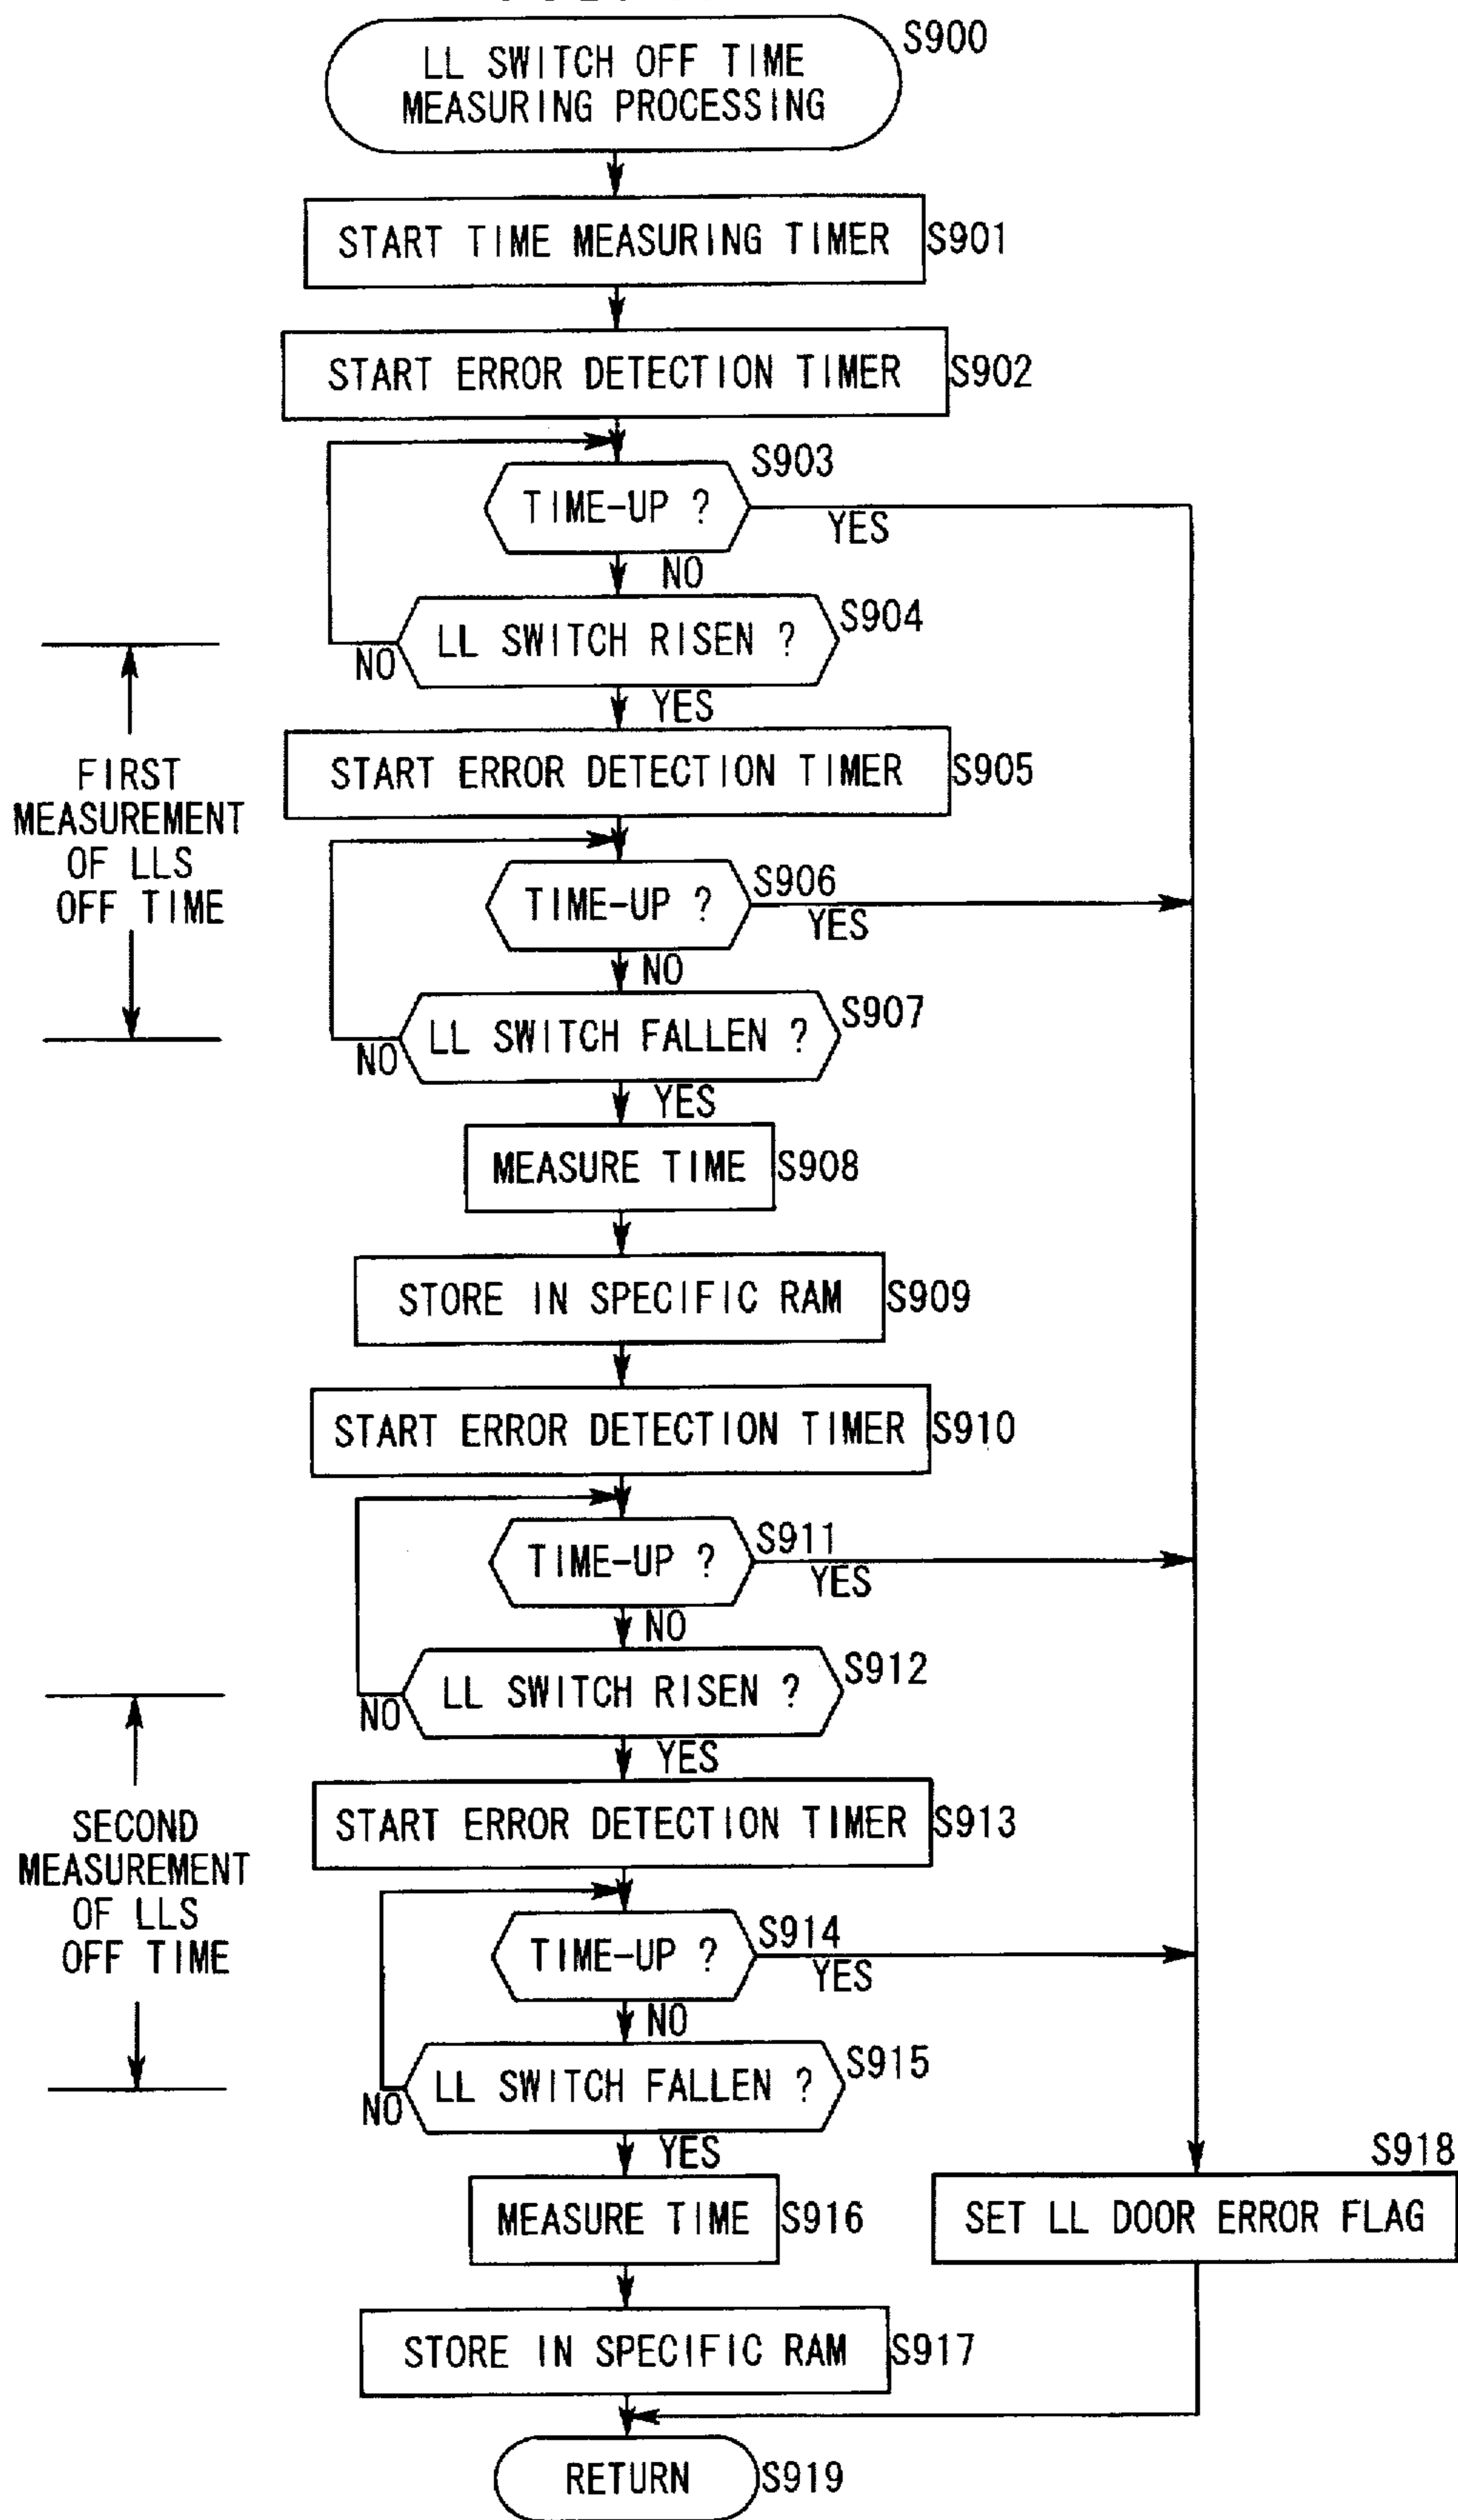 S900
LL SWITCH OFF TIME
MEASURING PROCESSING
START TIME MEASURING TIMER
S901
START ERROR DETECTION TIMER
S902
S903
TIME-UP ?
YES
NO
S904
LL SWITCH RISEN ?
NO
YES
START ERROR DETECTION TIMER
S905
FIRST
MEASUREMENT
OF LLS
OFF TIME
S906
TIME-UP ?
YES
NO
S907
LL SWITCH FALLEN ?
NO
YES
MEASURE TIME
S908
STORE IN SPECIFIC RAM
S909
START ERROR DETECTION TIMER
S910
S911
TIME-UP ?
YES
NO
S912
LL SWITCH RISEN ?
NO
YES
START ERROR DETECTION TIMER
S913
SECOND
MEASUREMENT
OF LLS
OFF TIME
S914
TIME-UP ?
YES
NO
S915
LL SWITCH FALLEN ?
NO
YES
S918
MEASURE TIME
S916
SET LL DOOR ERROR FLAG
STORE IN SPECIFIC RAM
S917
RETURN
S919